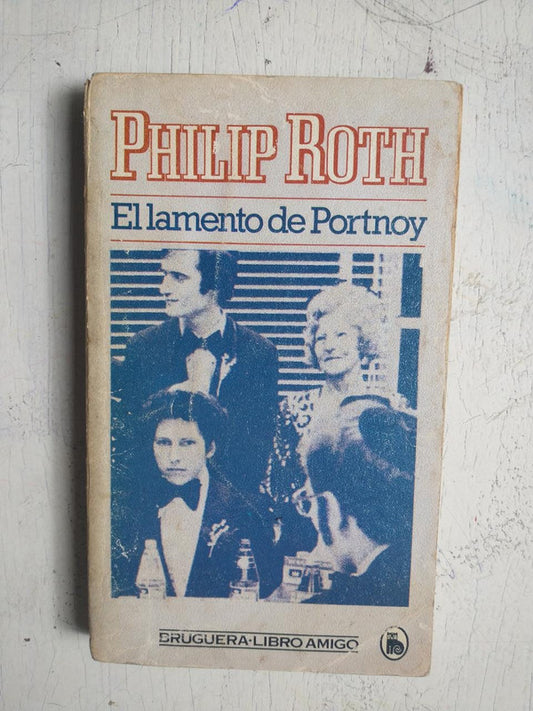 PHILIP ROTH
El lamento de Portnoy
BRUGUERA·LIBRO AMIGO